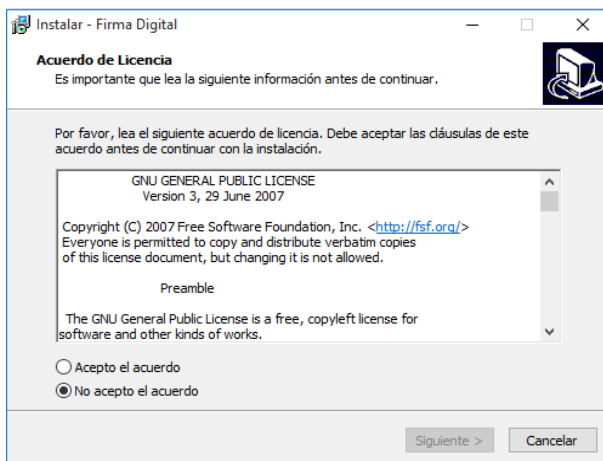 Instalar - Firma Digital
Acuerdo de Licencia
Es importante que lea la siguiente información antes de continuar.
Por favor, lea el siguiente acuerdo de licencia. Debe aceptar las cláusulas de este
acuerdo antes de continuar con la instalación.
GNU GENERAL PUBLIC LICENSE
Version 3, 29 June 2007
Copyright (C) 2007 Free Software Foundation, Inc. <http://fsf.org/>
Everyone is permitted to copy and distribute verbatim copies
of this license document, but changing it is not allowed.
Preamble
The GNU General Public License is a free, copyleft license for
software and other kinds of works.
Acepto el acuerdo
No acepto el acuerdo
Siguiente >
Cancelar